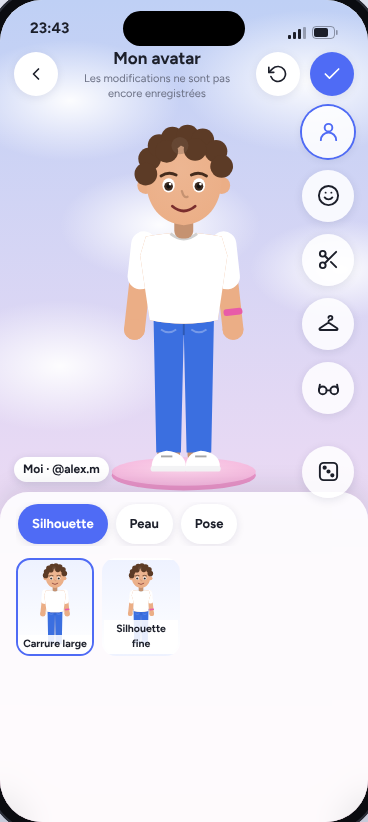 23:43
Mon avatar
Les modifications ne sont pas
encore enregistrées
Moi · @alex.m
Silhouette
Peau
Pose
Carrure large
Silhouette
fine